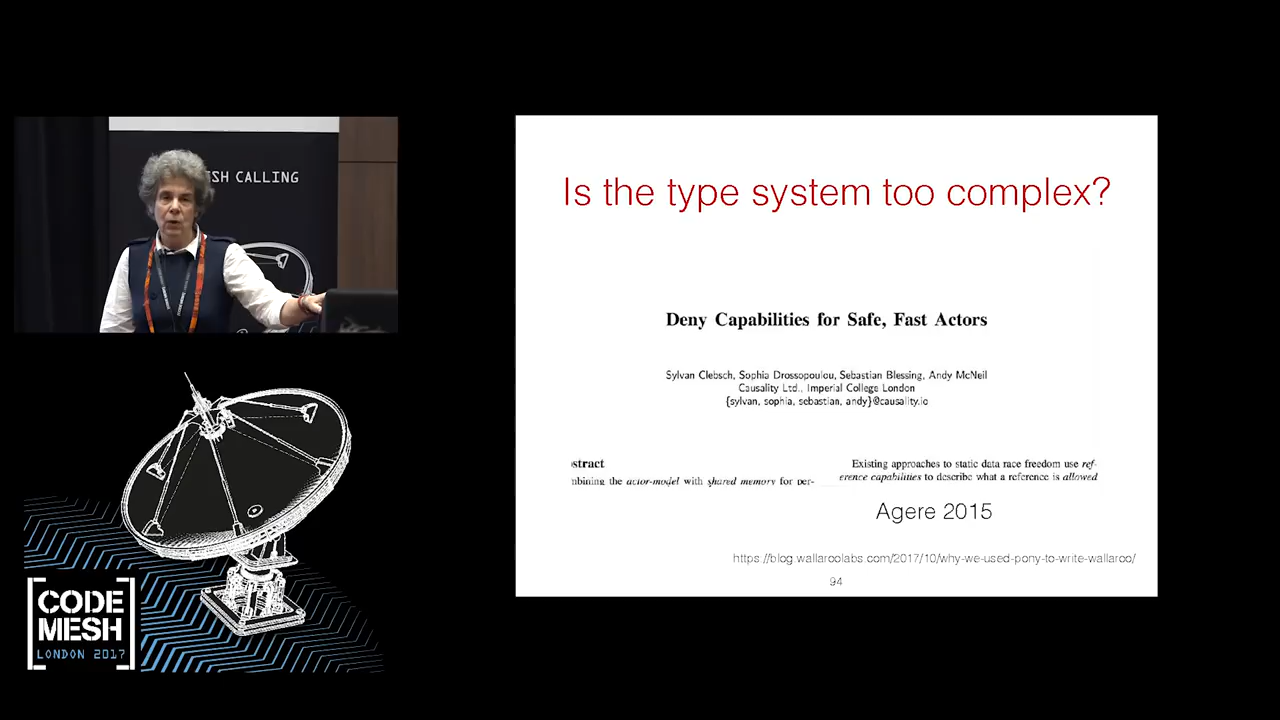 SH CALLING
Is the type system too complex?
Deny Capabilities for Safe, Fast Actors
Sylvan Clebsch, Sophia Drossopoulou, Sebastian Blessing, Andy McNeil
Causality Ltd., Imperial College London
{sylvan, sophia, sebastian, andy}@causality.io
stract
nbining the actor-model with shared memory for per-
Existing approaches to static data race freedom use ref-
erence capabilities to describe what a reference is allowed
Agere 2015
https://blog.wallaroolabs.com/2017/10/why-we-used-pony-to-write-wallaroo/
94
[CODE
MESH]
LONDON 2017